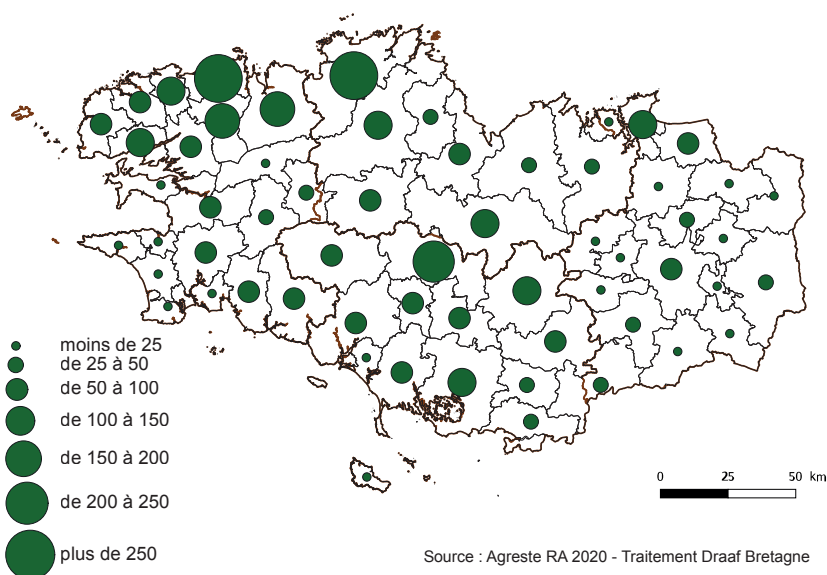 moins de 25
de 25 à 50
de 50 à 100
de 100 à 150
de 150 à 200
de 200 à 250
plus de 250
0 25 50 km
Source : Agreste RA 2020 - Traitement Draaf Bretagne